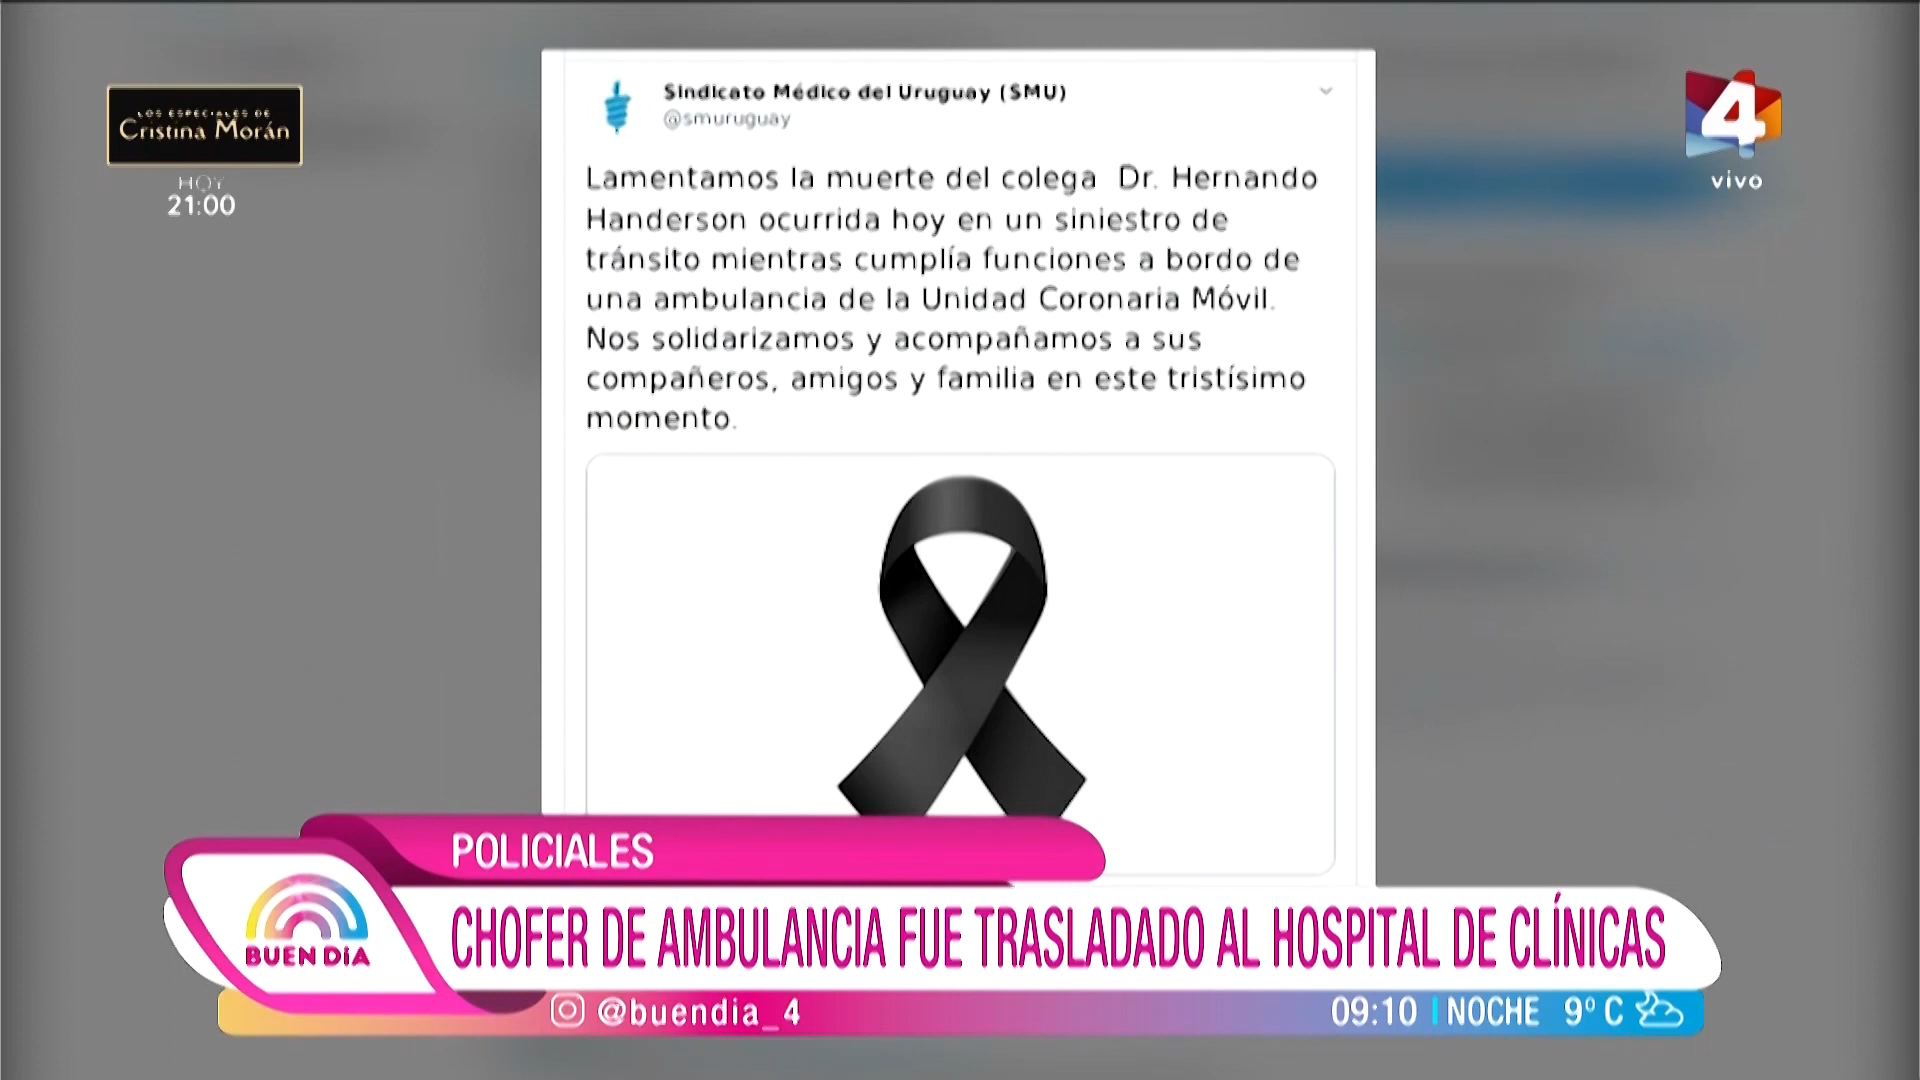 LOS ESPECIALES DE
Cristina Morán
HOY
21:00
4
vivo
Sindicato Médico del Uruguay (SMU)
@smuruguay
Lamentamos la muerte del colega Dr. Hernando
Handerson ocurrida hoy en un siniestro de
tránsito mientras cumplía funciones a bordo de
una ambulancia de la Unidad Coronaria Móvil.
Nos solidarizamos y acompañamos a sus
compañeros, amigos y familia en este tristísimo
momento.
POLICIALES
BUEN DÍA
CHOFER DE AMBULANCIA FUE TRASLADADO AL HOSPITAL DE CLÍNICAS
@buendia_4
09:10 NOCHE 9º C